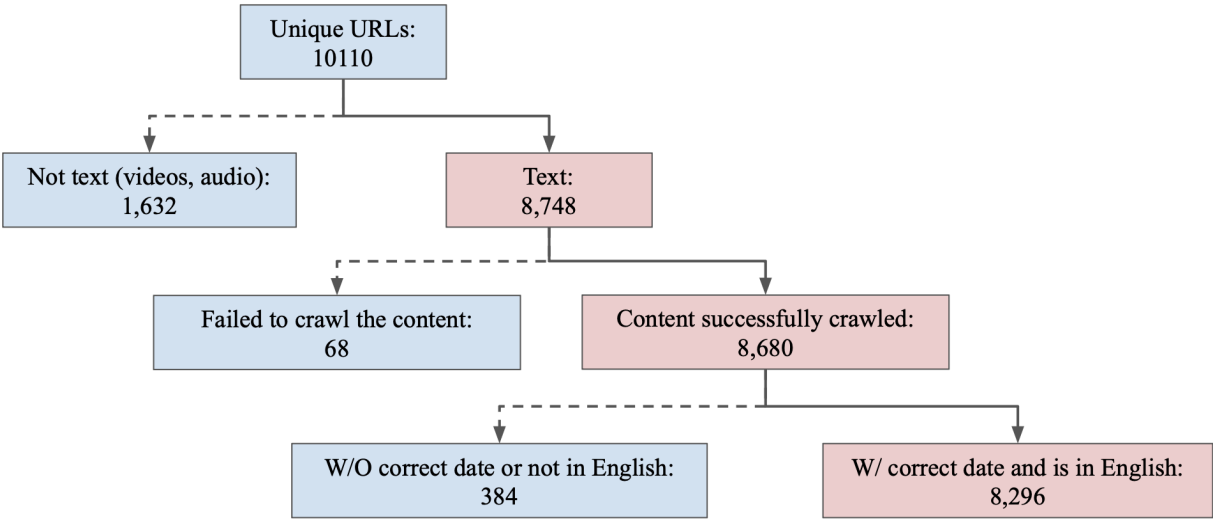 Unique URLs:
10110
Not text (videos, audio):
1,632
Text:
8,748
Failed to crawl the content:
68
Content successfully crawled:
8,680
W/O correct date or not in English:
384
W/ correct date and is in English:
8,296